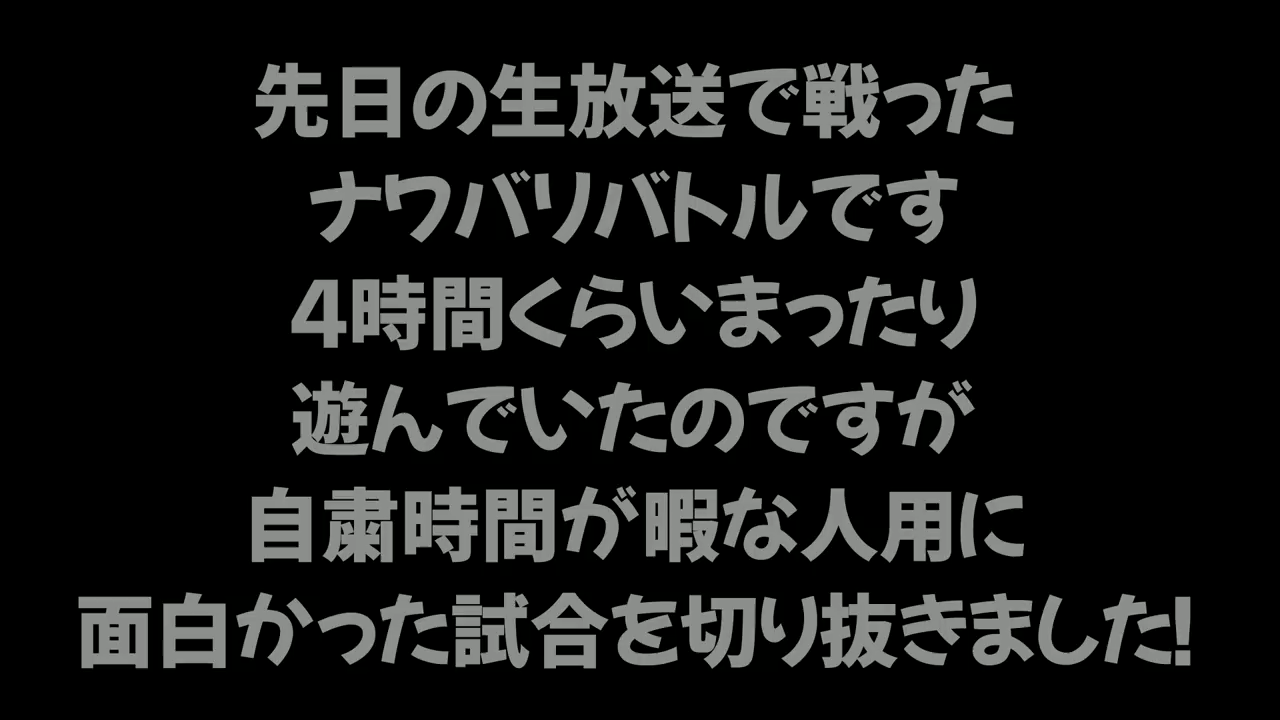 先日の生放送で戦った
ナワバリバトルです
4時間くらいまったり
遊んでいたのですが
自粛時間が暇な人用に
面白かった試合を切り抜きました!